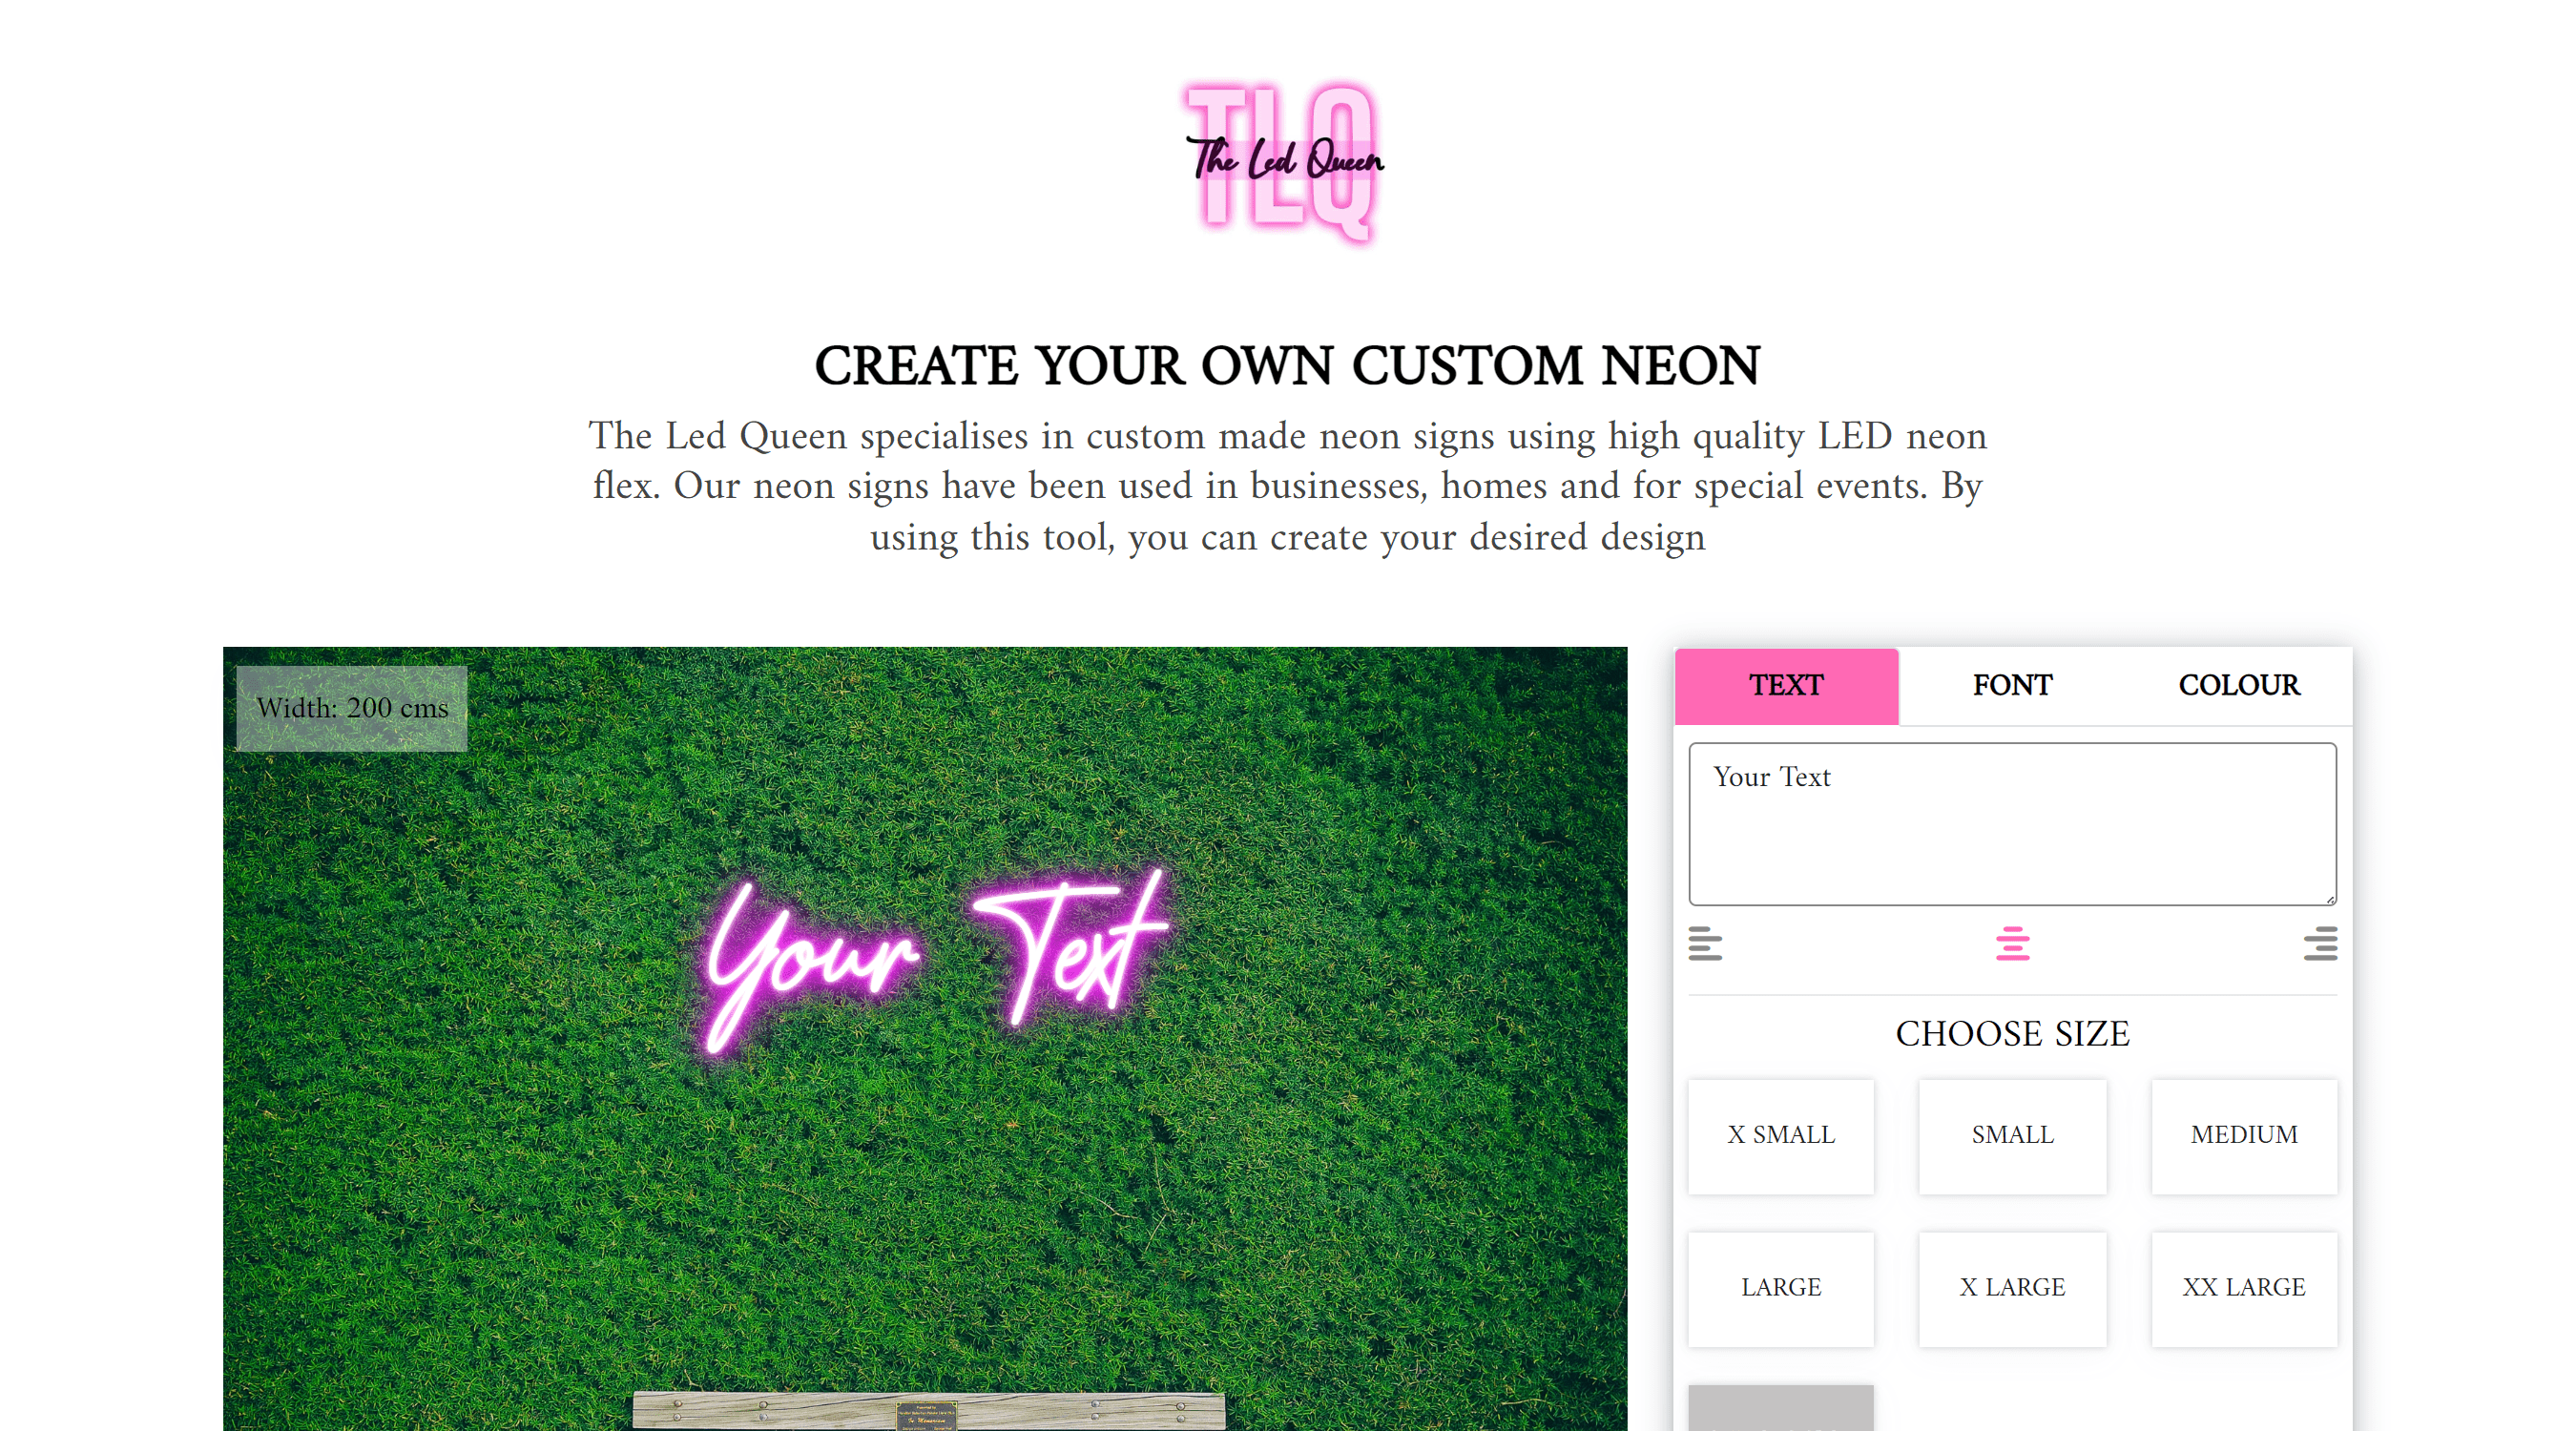 TLQ
The Led Queen
CREATE YOUR OWN CUSTOM NEON
The Led Queen specialises in custom made neon signs using high quality LED neon
flex. Our neon signs have been used in businesses, homes and for special events. By
using this tool, you can create your desired design
Width: 200 cms
Your Text
TEXT
FONT
COLOUR
Your Text
CHOOSE SIZE
X SMALL
SMALL
MEDIUM
LARGE
X LARGE
XX LARGE